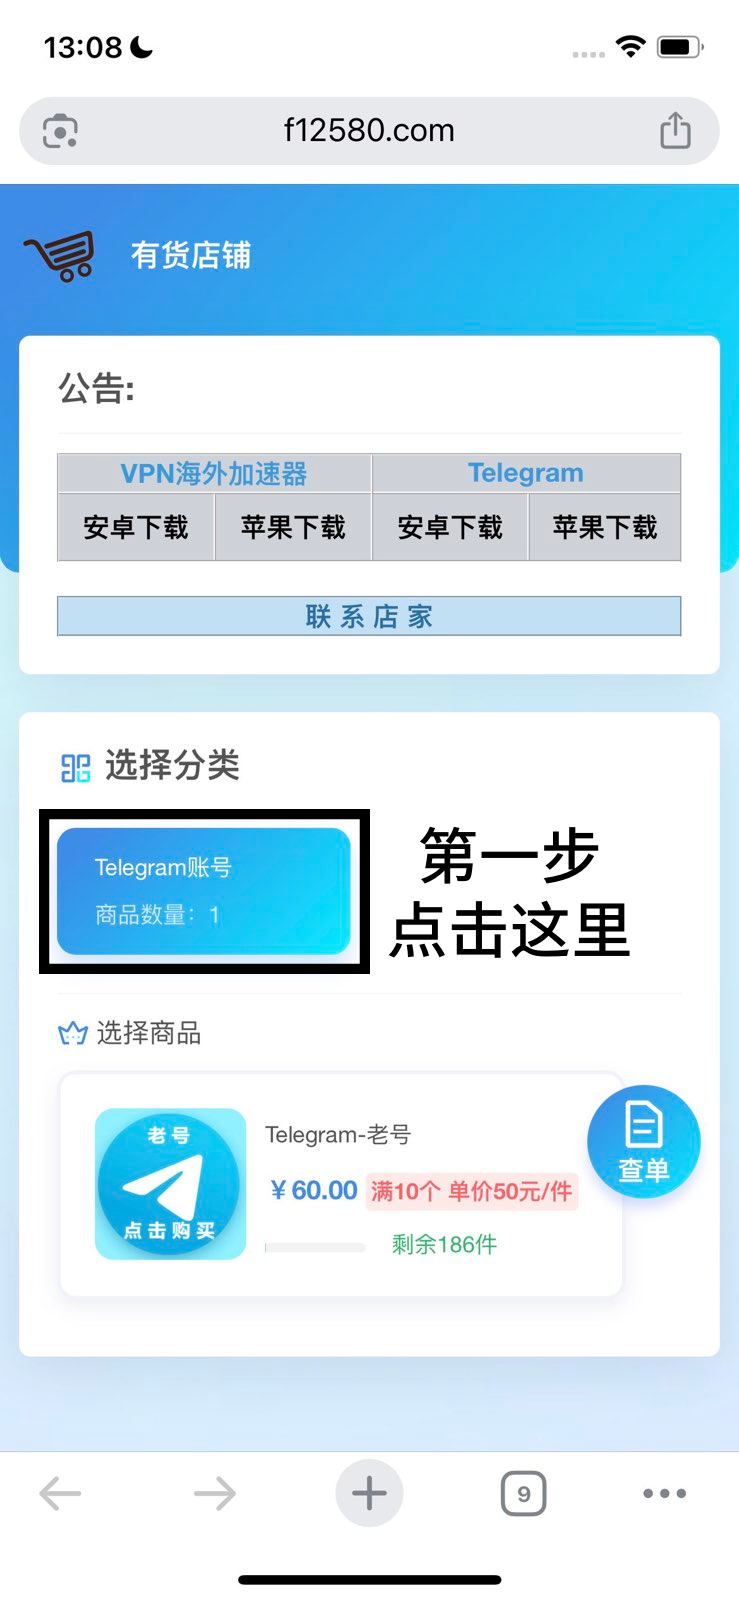 13:08
f12580.com
有货店铺
公告:
VPN海外加速器 Telegram
安卓下载 苹果下载 安卓下载 苹果下载
联系店家
选择分类
Telegram账号
商品数量：1
第一步
点击这里
选择商品
老号
点击购买
Telegram-老号
¥60.00 满10个 单价50元/件
剩余186件
查单
9